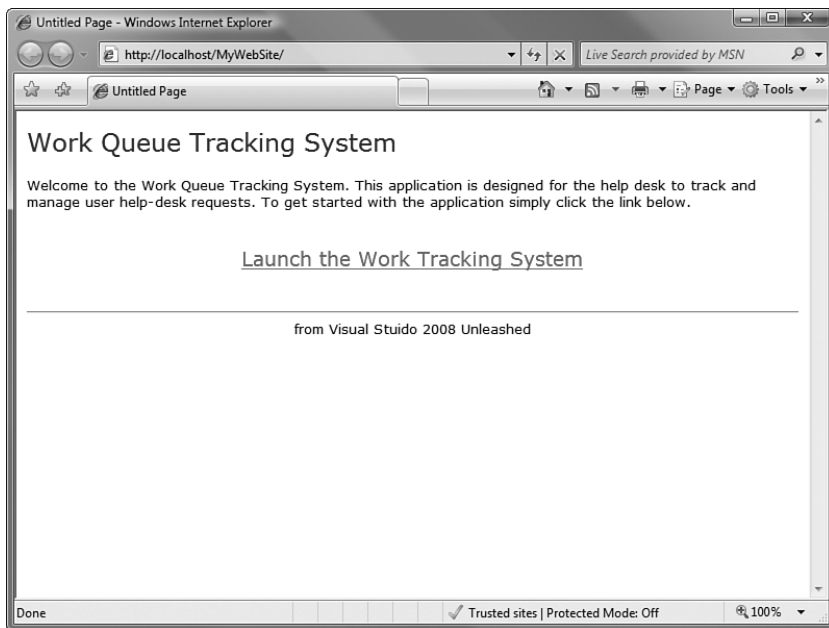 Untitled Page - Windows Internet Explorer
http://localhost/MyWebSite/
Live Search provided by MSN
Untitled Page
Page
Tools
Work Queue Tracking System
Welcome to the Work Queue Tracking System. This application is designed for the help desk to track and
manage user help-desk requests. To get started with the application simply click the link below.
Launch the Work Tracking System
from Visual Stuido 2008 Unleashed
Done
Trusted sites | Protected Mode: Off
100%